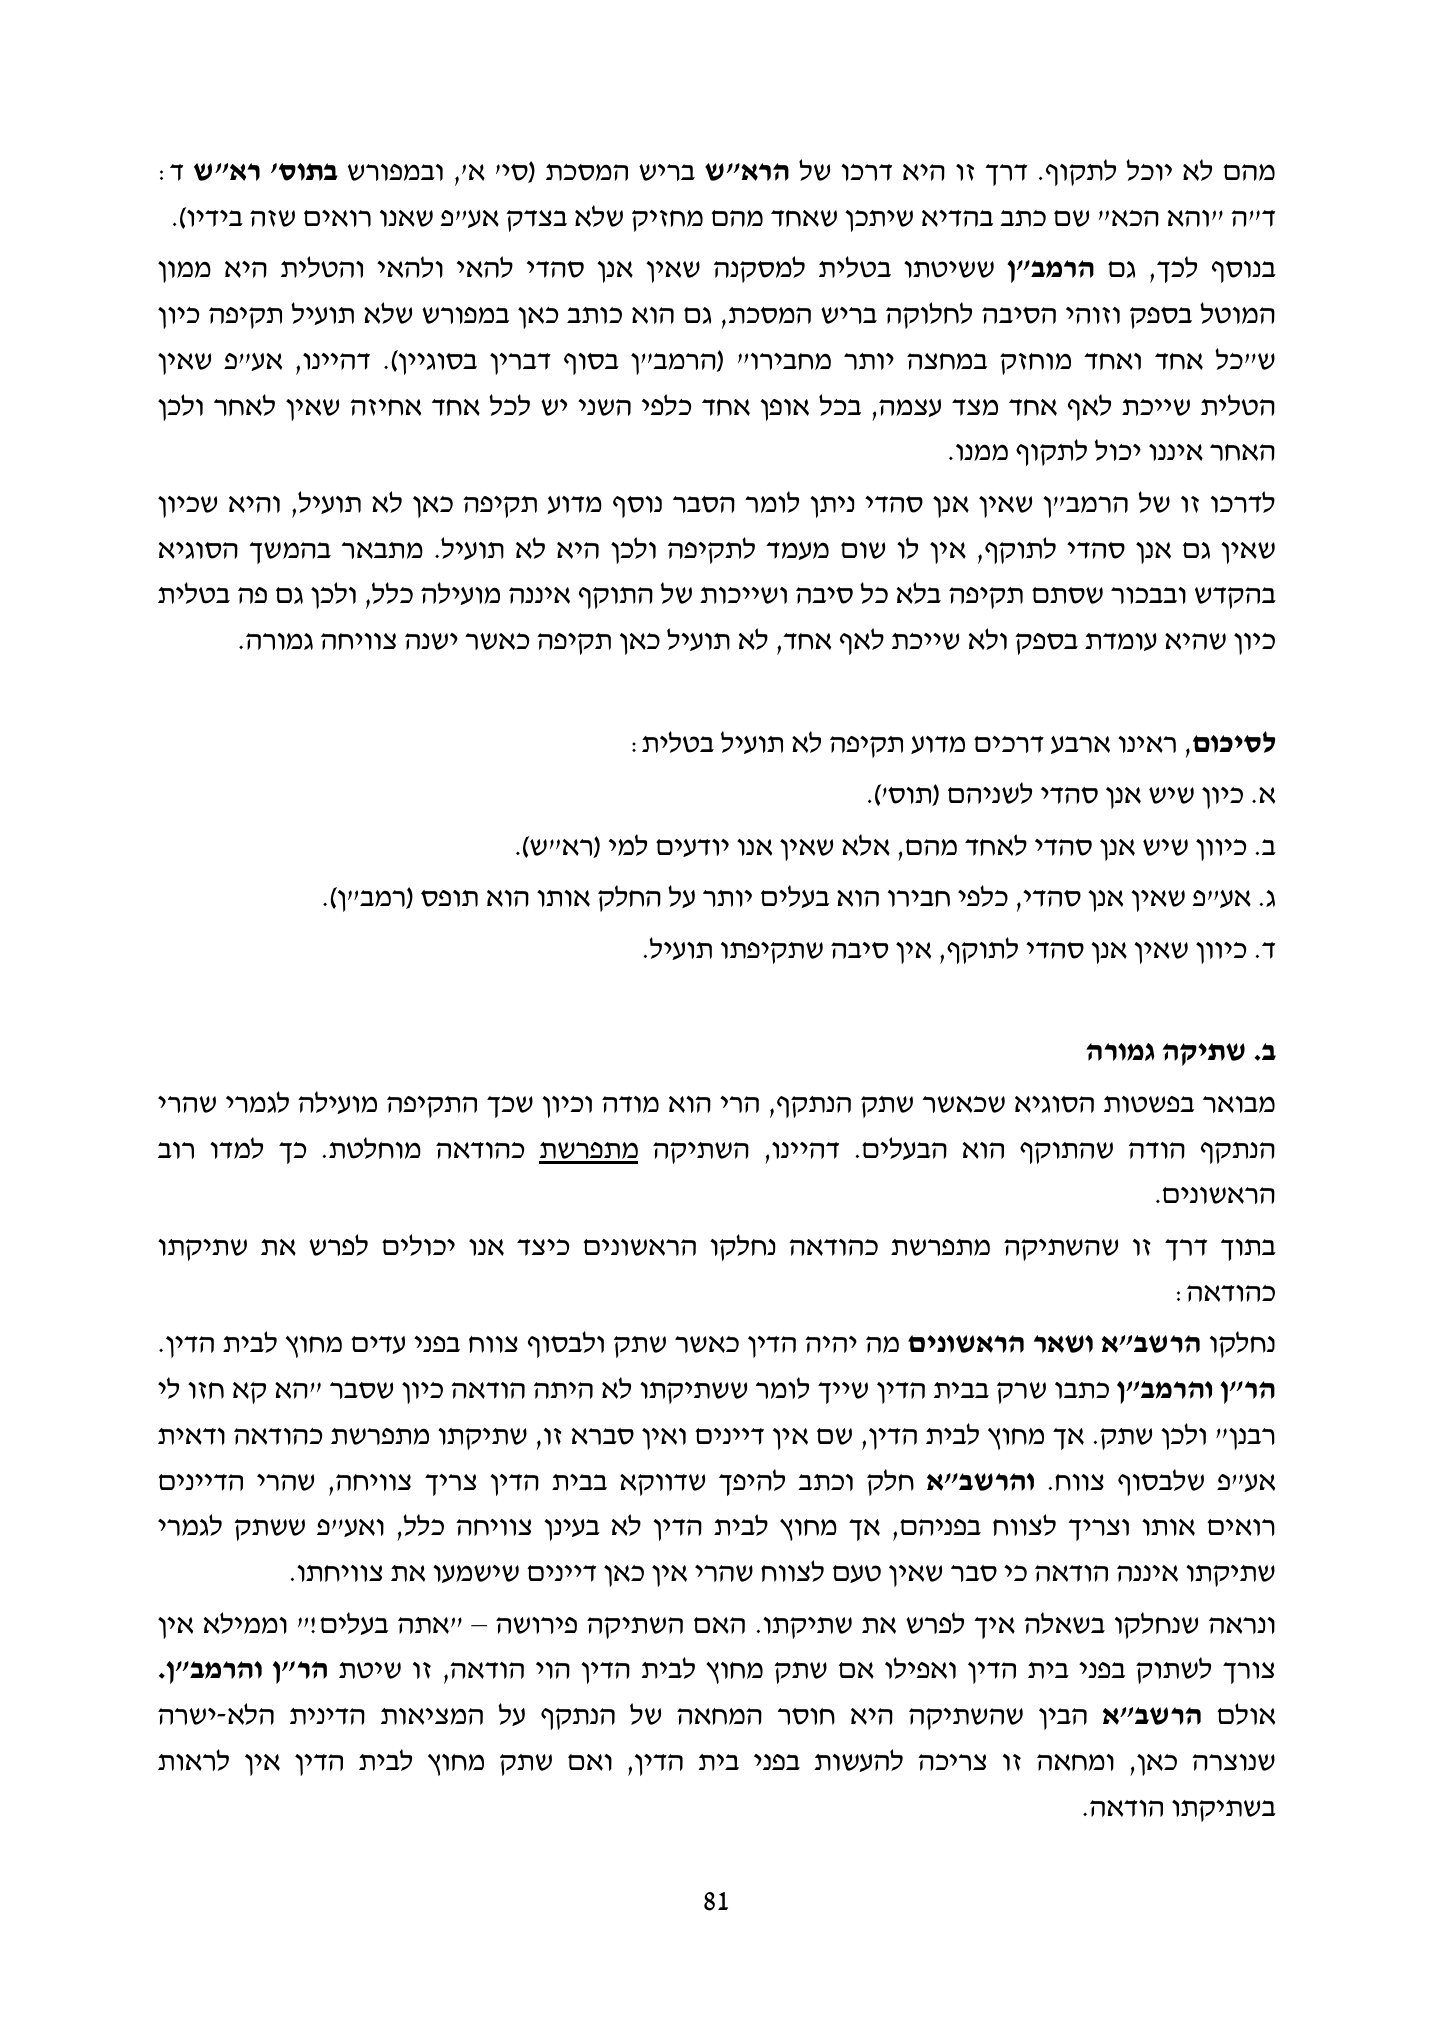 מהם לא יוכל לתקוף. דרך זו היא דרכו של הרא״ש בריש המסכת (סי׳ א׳, ובמפורש בתוס׳ רא״ש ד:
ד״ה ״והא הכא״ שם כתב בהדיא שיתכן שאחד מהם מחזיק שלא בצדק אע״פ שאנו רואים שזה בידיו).
בנוסף לכך, גם הרמב״ן ששיטתו בטלית למסקנה שאין אנן סהדי להאי ולהאי והטלית היא ממון
המוטל בספק וזוהי הסיבה לחלוקה בריש המסכת, גם הוא כותב כאן במפורש שלא תועיל תקיפה כיון
ש״כל אחד ואחד מוחזק במחצה יותר מחבירו״ (הרמב״ן בסוף דבריו בסוגיין). דהיינו, אע״פ שאין
הטלית שייכת לאף אחד מצד עצמה, בכל אופן אחד כלפי השני יש לכל אחד אחיזה שאין לאחר ולכן
האחר איננו יכול לתקוף ממנו.
לדרכו זו של הרמב״ן שאין אנן סהדי ניתן לומר הסבר נוסף מדוע תקיפה כאן לא תועיל, והיא שכיון
שאין גם אנן סהדי לתוקף, אין לו שום מעמד לתקיפה ולכן היא לא תועיל. מתבאר בהמשך הסוגיא
בהקדש ובבכור שסתם תקיפה בלא כל סיבה ושייכות של התוקף איננה מועילה כלל, ולכן גם פה בטלית
כיון שהיא עומדת בספק ולא שייכת לאף אחד, לא תועיל כאן תקיפה כאשר ישנה צוויחה גמורה.
לסיכום, ראינו ארבע דרכים מדוע תקיפה לא תועיל בטלית:
א. כיון שיש אנן סהדי לשניהם (תוס׳).
ב. כיוון שיש אנן סהדי לאחד מהם, אלא שאין אנו יודעים למי (רא״ש).
ג. אע״פ שאין אנן סהדי, כלפי חבירו הוא בעלים יותר על החלק אותו הוא תופס (רמב״ן).
ד. כיוון שאין אנן סהדי לתוקף, אין סיבה שתקיפתו תועיל.
ב. שתיקה גמורה
מבואר בפשטות הסוגיא שכאשר שתק הנתקף, הרי הוא מודה וכיון שכך התקיפה מועילה לגמרי שהרי
הנתקף הודה שהתוקף הוא הבעלים. דהיינו, השתיקה מתפרשת כהודאה מוחלטת. כך למדו רוב
הראשונים.
בתוך דרך זו שהשתיקה מתפרשת כהודאה נחלקו הראשונים כיצד אנו יכולים לפרש את שתיקתו
כהודאה:
נחלקו הרשב״א ושאר הראשונים מה יהיה הדין כאשר שתק ולבסוף צווח בפני עדים מחוץ לבית הדין.
הר״ן והרמב״ן כתבו שרק בבית הדין שייך לומר ששתיקתו לא היתה הודאה כיון שסבר ״הא קא חזו לי
רבנן״ ולכן שתק. אך מחוץ לבית הדין, שם אין דיינים ואין סברא זו, שתיקתו מתפרשת כהודאה ודאית
אע״פ שלבסוף צווח. והרשב״א חלק וכתב להיפך שדווקא בבית הדין צריך צוויחה, שהרי הדיינים
רואים אותו וצריך לצווח בפניהם, אך מחוץ לבית הדין לא בעינן צוויחה כלל, ואע״פ ששתק לגמרי
שתיקתו איננה הודאה כי סבר שאין טעם לצווח שהרי אין כאן דיינים שישמעו את צוויחתו.
ונראה שנחלקו בשאלה איך לפרש את שתיקתו. האם השתיקה פירושה – ״אתה בעלים!״ וממילא אין
צורך לשתוק בפני בית הדין ואפילו אם שתק מחוץ לבית הדין הוי הודאה, זו שיטת הר״ן והרמב״ן.
אולם הרשב״א הבין שהשתיקה היא חוסר המחאה של הנתקף על המציאות הדינית הלא-ישרה
שנוצרה כאן, ומחאה זו צריכה להעשות בפני בית הדין, ואם שתק מחוץ לבית הדין אין לראות
בשתיקתו הודאה.
81